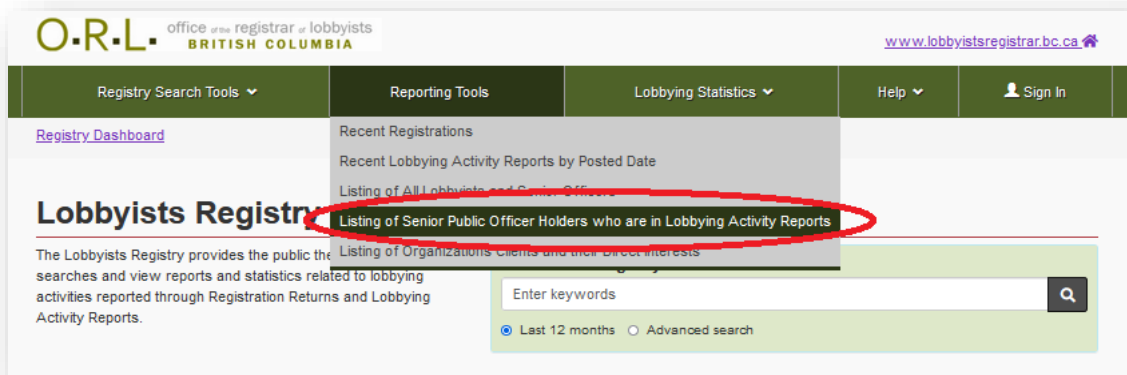 O.R.L. office of the registrar of lobbyists
BRITISH COLUMBIA
www.lobbyistsregistrar.bc.ca
Registry Search Tools
Reporting Tools
Lobbying Statistics
Help
Sign In
Registry Dashboard
Recent Registrations
Recent Lobbying Activity Reports by Posted Date
Listing of All Lobbyists and Senior Officers
Listing of Senior Public Officer Holders who are in Lobbying Activity Reports
Listing of Organizations Clients and their Direct Interests
Lobbyists Registry
The Lobbyists Registry provides the public the
searches and view reports and statistics related to lobbying
activities reported through Registration Returns and Lobbying
Activity Reports.
Enter keywords
Last 12 months
Advanced search